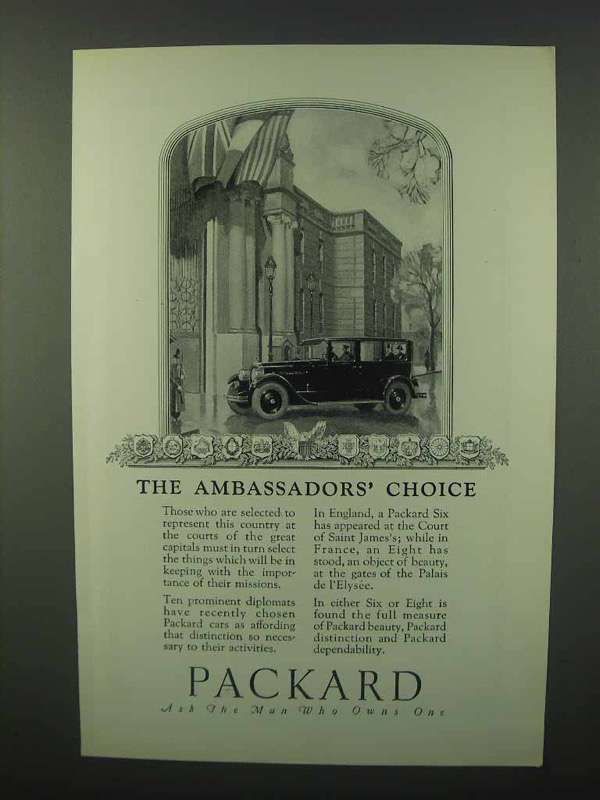 THE AMBASSADORS' CHOICE
Those who are selected to
represent this country at
the courts of the great
capitals must in turn select
the things which will be in
keeping with the impor-
tance of their missions.
Ten prominent diplomats
have recently chosen
Packard cars as affording
that distinction so neces-
sary to their activities.
In England, a Packard Six
has appeared at the Court
of Saint James's; while in
France, an Eight has
stood, an object of beauty,
at the gates of the Palais
de l'Elysée.
In either Six or Eight is
found the full measure
of Packard beauty, Packard
distinction and Packard
dependability.
PACKARD
Ask The Man Who Owns One